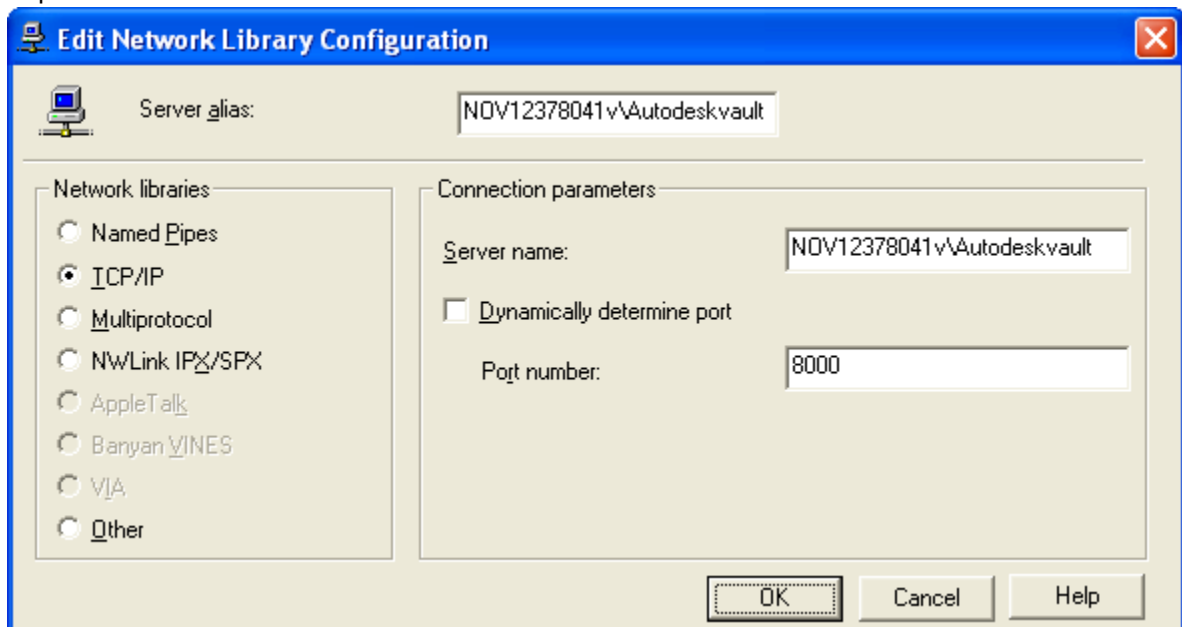 Edit Network Library Configuration
Server alias:
NOV12378041v\Autodeskvault
Network libraries
Named Pipes
TCP/IP
Multiprotocol
NWLink IPX/SPX
AppleTalk
Banyan VINES
VIA
Other
Connection parameters
Server name:
NOV12378041v\Autodeskvault
Dynamically determine port
Port number:
8000
OK
Cancel
Help